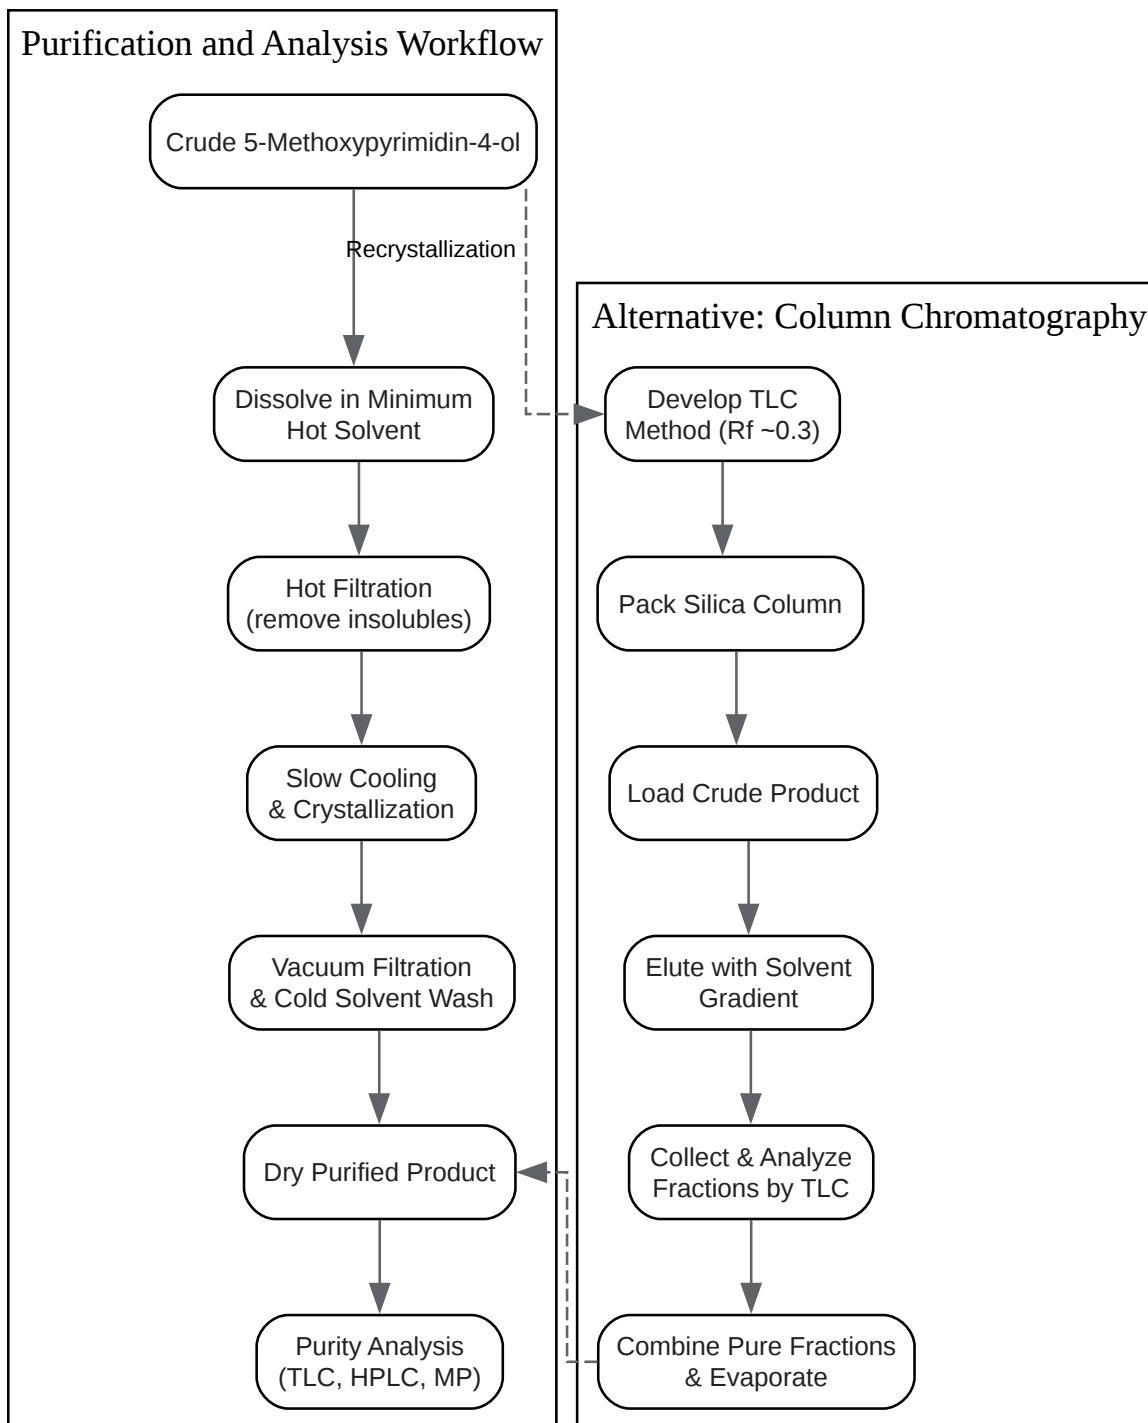 Purification and Analysis Workflow
Crude 5-Methoxypyrimidin-4-ol
Recrystallization
Dissolve in Minimum
Hot Solvent
Hot Filtration
(remove insolubles)
Slow Cooling
& Crystallization
Vacuum Filtration
& Cold Solvent Wash
Dry Purified Product
Purity Analysis
(TLC, HPLC, MP)
Alternative: Column Chromatography
Develop TLC
Method (Rf ~0.3)
Pack Silica Column
Load Crude Product
Elute with Solvent
Gradient
Collect & Analyze
Fractions by TLC
Combine Pure Fractions
& Evaporate